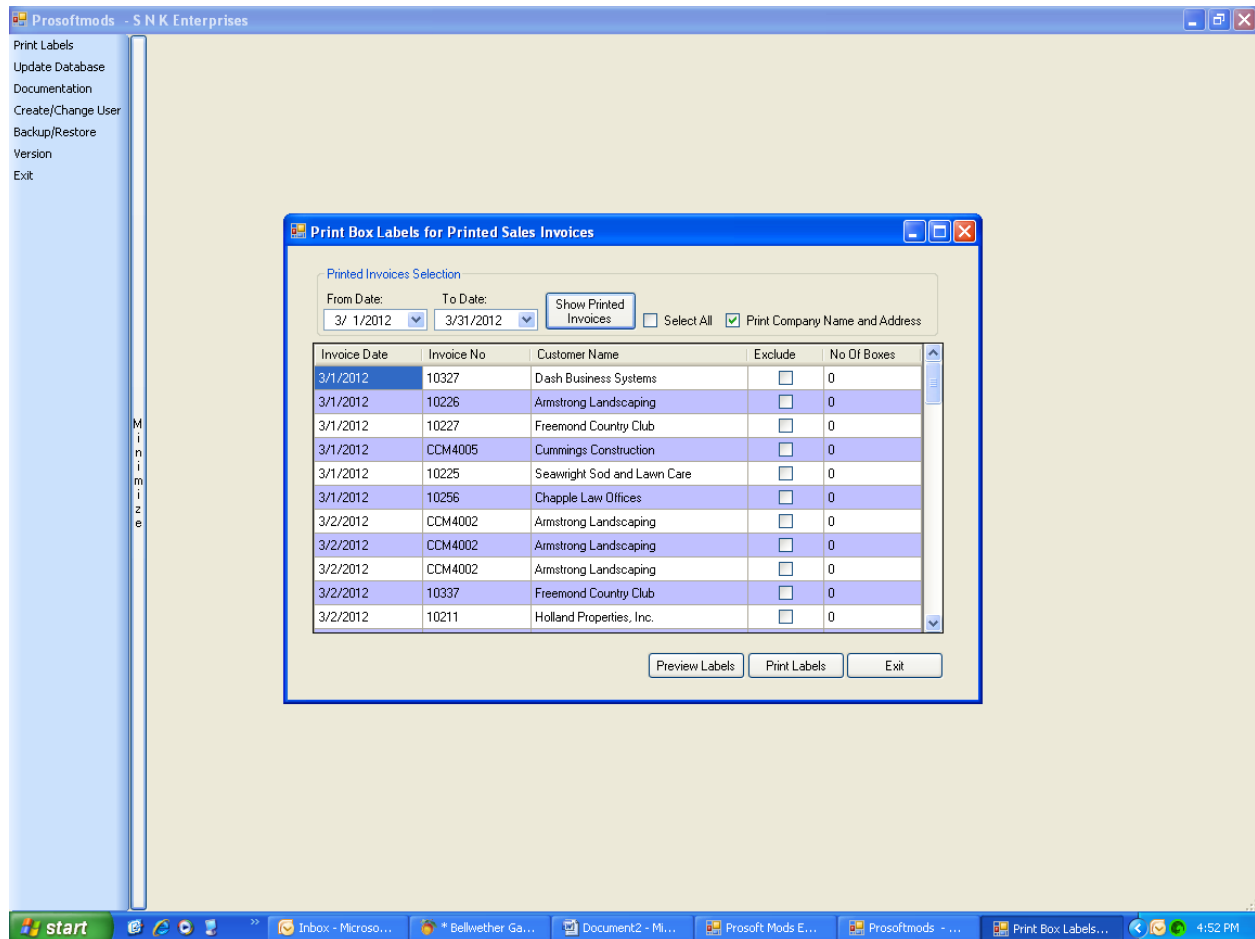 Prosoftmods - S N K Enterprises
Print Labels
Update Database
Documentation
Create/Change User
Backup/Restore
Version
Exit
Minimize
Print Box Labels for Printed Sales Invoices
Printed Invoices Selection
From Date: To Date:
3/ 1/2012 3/31/2012 Show Printed Invoices Select All Print Company Name and Address
Invoice Date Invoice No Customer Name Exclude No Of Boxes
3/1/2012 10327 Dash Business Systems 0
3/1/2012 10226 Armstrong Landscaping 0
3/1/2012 10227 Freemond Country Club 0
3/1/2012 CCM4005 Cummings Construction 0
3/1/2012 10225 Seawright Sod and Lawn Care 0
3/1/2012 10256 Chapple Law Offices 0
3/2/2012 CCM4002 Armstrong Landscaping 0
3/2/2012 CCM4002 Armstrong Landscaping 0
3/2/2012 CCM4002 Armstrong Landscaping 0
3/2/2012 10337 Freemond Country Club 0
3/2/2012 10211 Holland Properties, Inc. 0
Preview Labels Print Labels Exit
start Inbox - Microso... * Bellwether Ga... Document2 - Mi... Prosoft Mods E... Prosoftmods - ... Print Box Labels... 4:52 PM